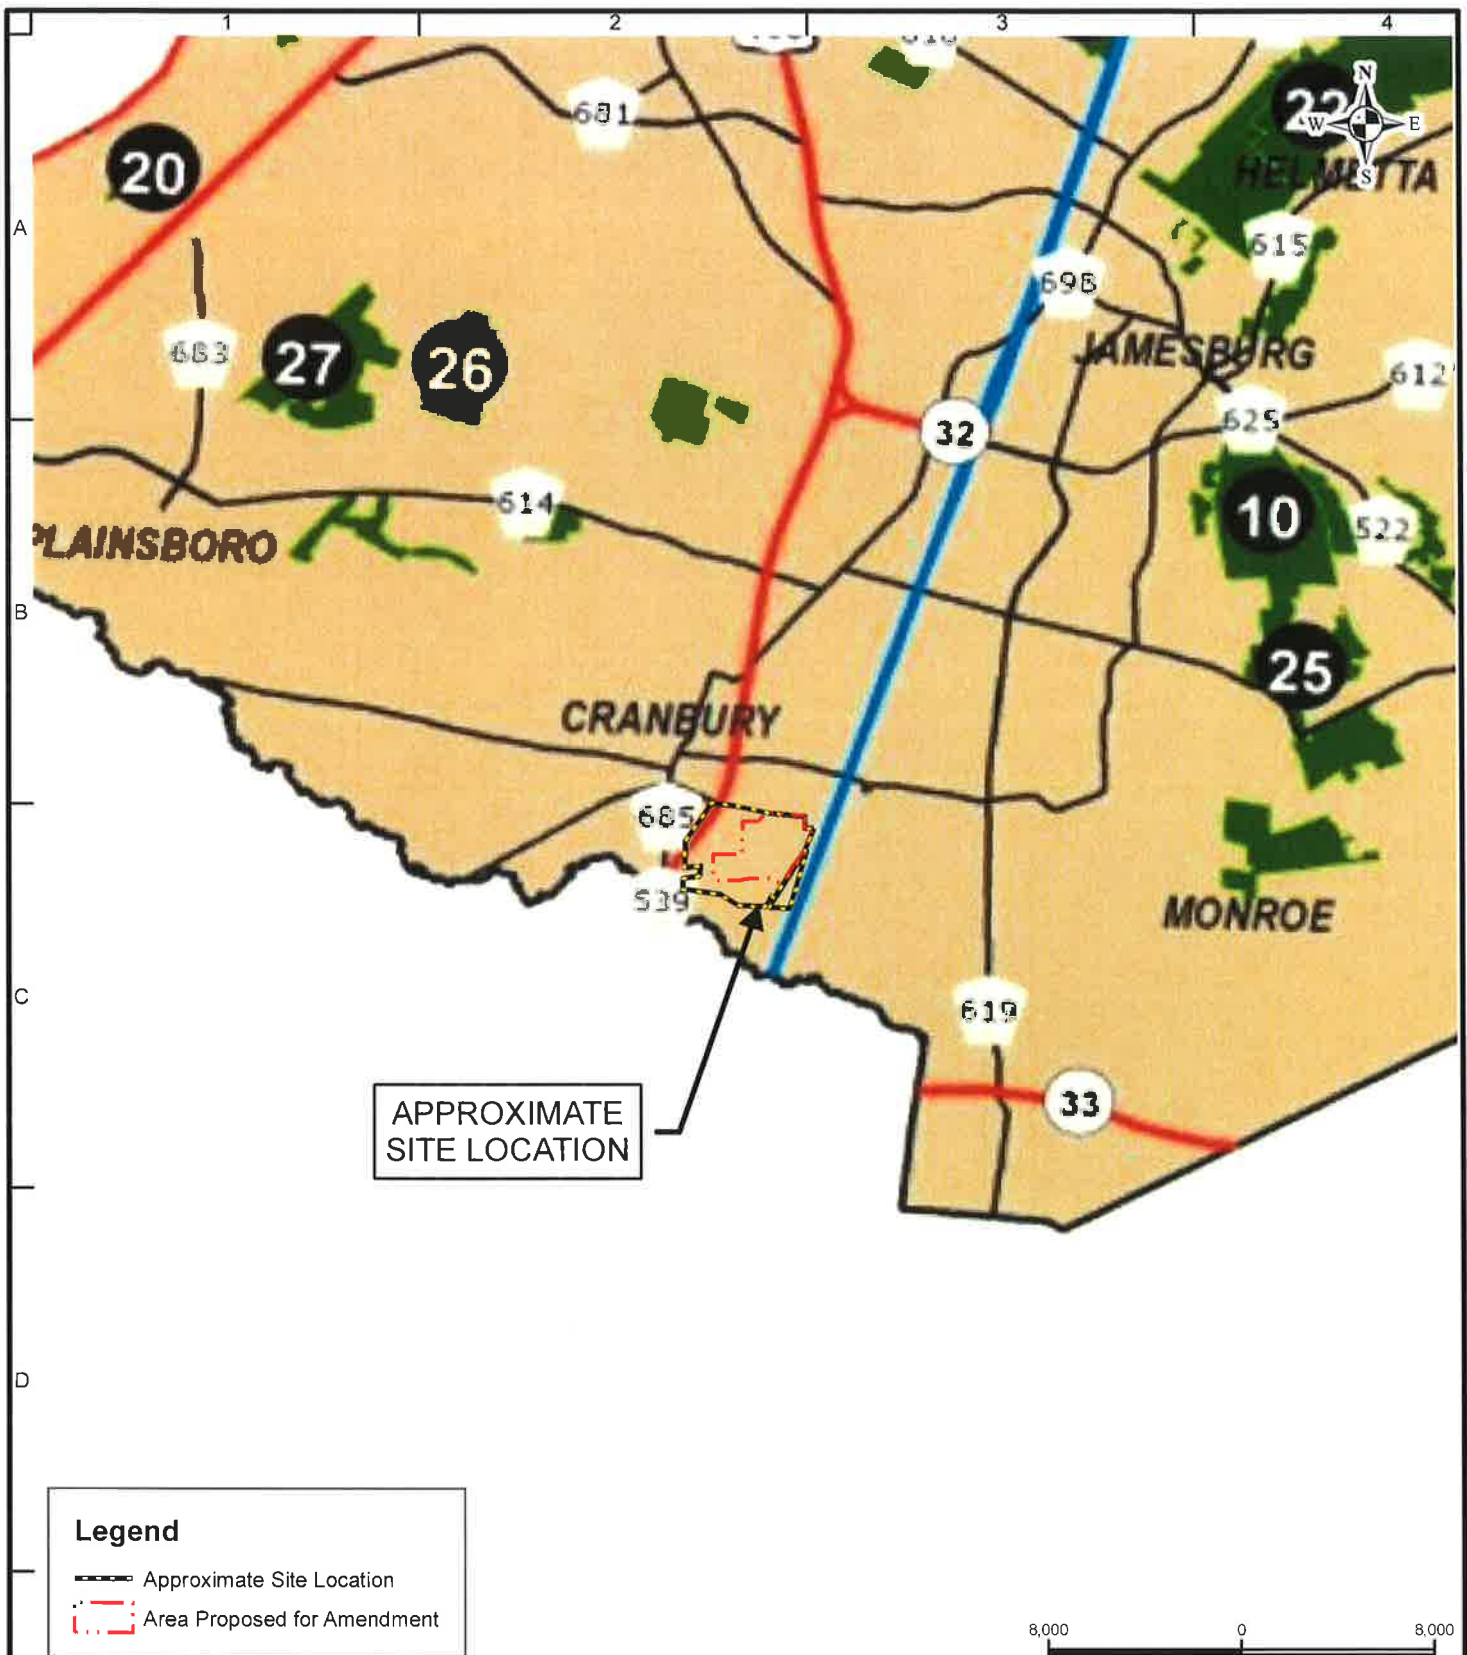 1
2
3
4
22
N
W
E
S
681
20
HELMETTA
A
615
698
683
27
26
JAMESBURG
612
625
32
614
10
522
PLAINSBORO
B
25
CRANBURY
685
539
MONROE
C
619
33
APPROXIMATE
SITE LOCATION
D
Legend
Approximate Site Location
Area Proposed for Amendment
8,000
0
8,000